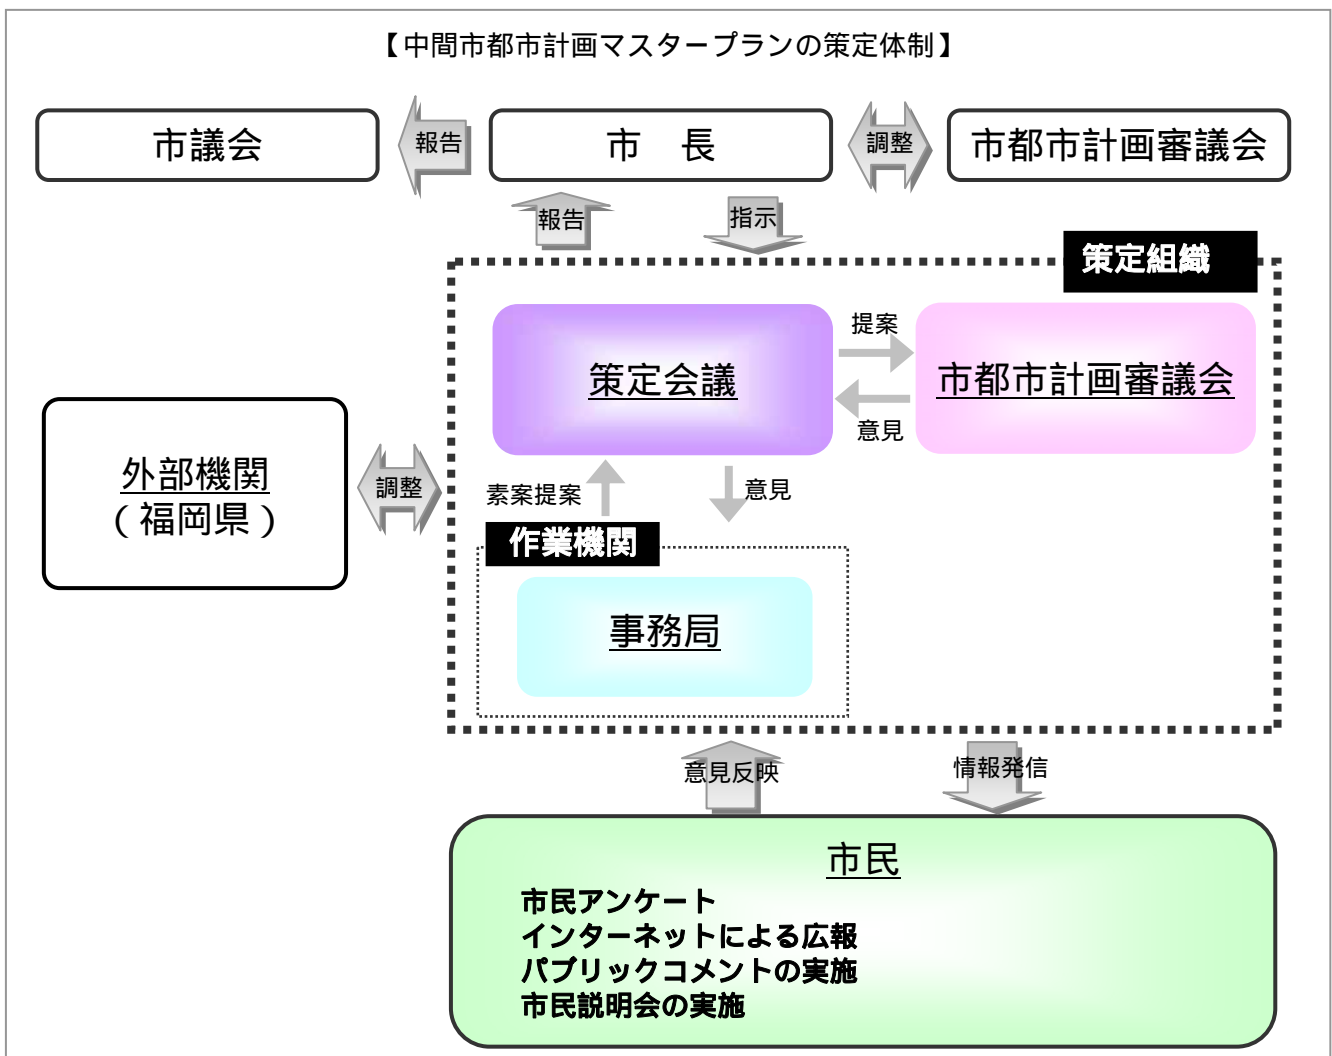 【中間市都市計画マスタープランの策定体制】
市議会
報告
市　長
調整
市都市計画審議会
報告
指示
策定組織
策定会議
提案
意見
市都市計画審議会
外部機関
（福岡県）
調整
素案提案
意見
作業機関
事務局
意見反映
情報発信
市民
市民アンケート
インターネットによる広報
パブリックコメントの実施
市民説明会の実施